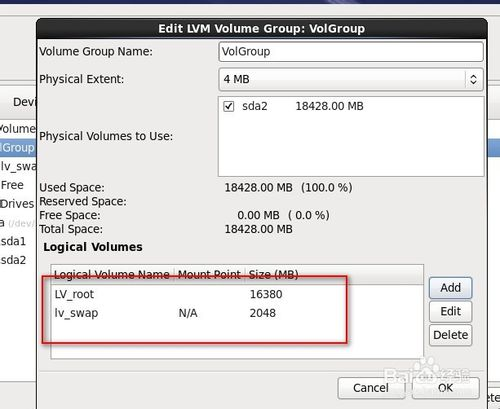 Edit LVM Volume Group: VolGroup
Volume Group Name: VolGroup
Physical Extent: 4 MB
sda2 18428.00 MB
Physical Volumes to Use:
Used Space: 18428.00 MB (100.0 %)
Reserved Space:
Free Space: 0.00 MB ( 0.0 %)
Total Space: 18428.00 MB
Logical Volumes
Logical Volume Name Mount Point Size (MB)
LV_root 16380
lv_swap N/A 2048
Add
Edit
Delete
Cancel OK
Devi
Volume
lGroup
lv_swa
Free
Drives
a (/dev/
sda1
sda2